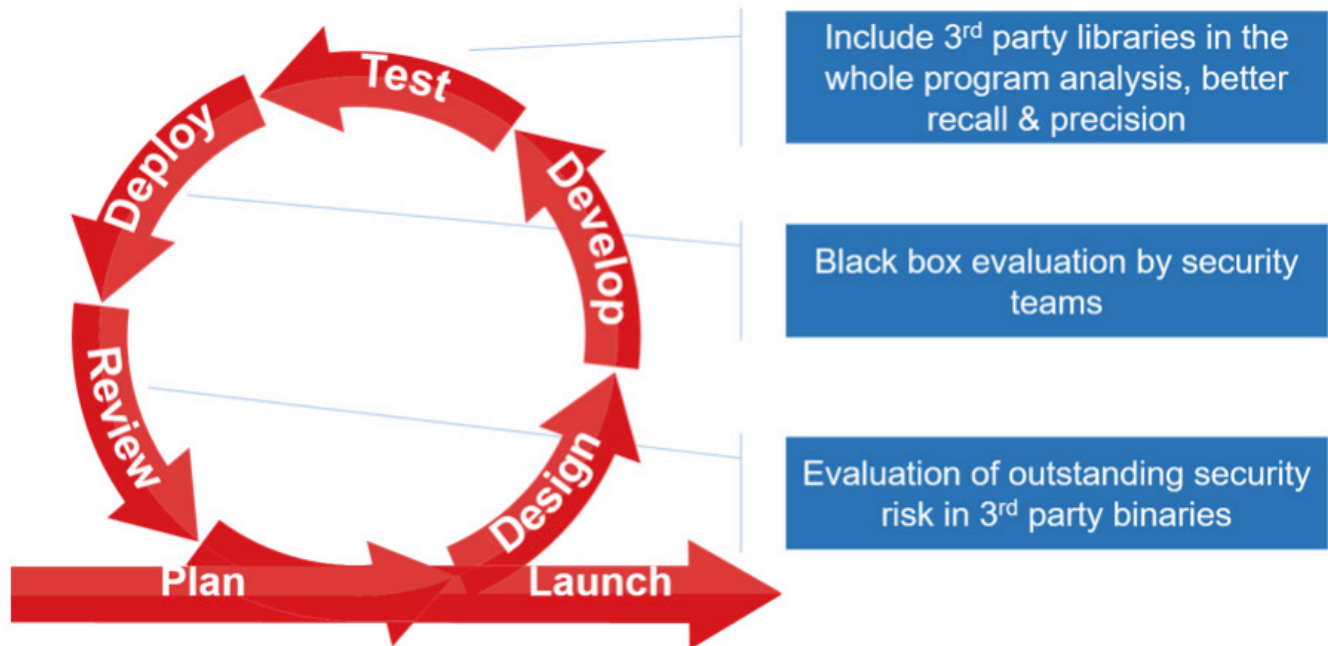 Test
Deploy
Develop
Review
Design
Plan
Launch
Include 3rd party libraries in the
whole program analysis, better
recall & precision
Black box evaluation by security
teams
Evaluation of outstanding security
risk in 3rd party binaries